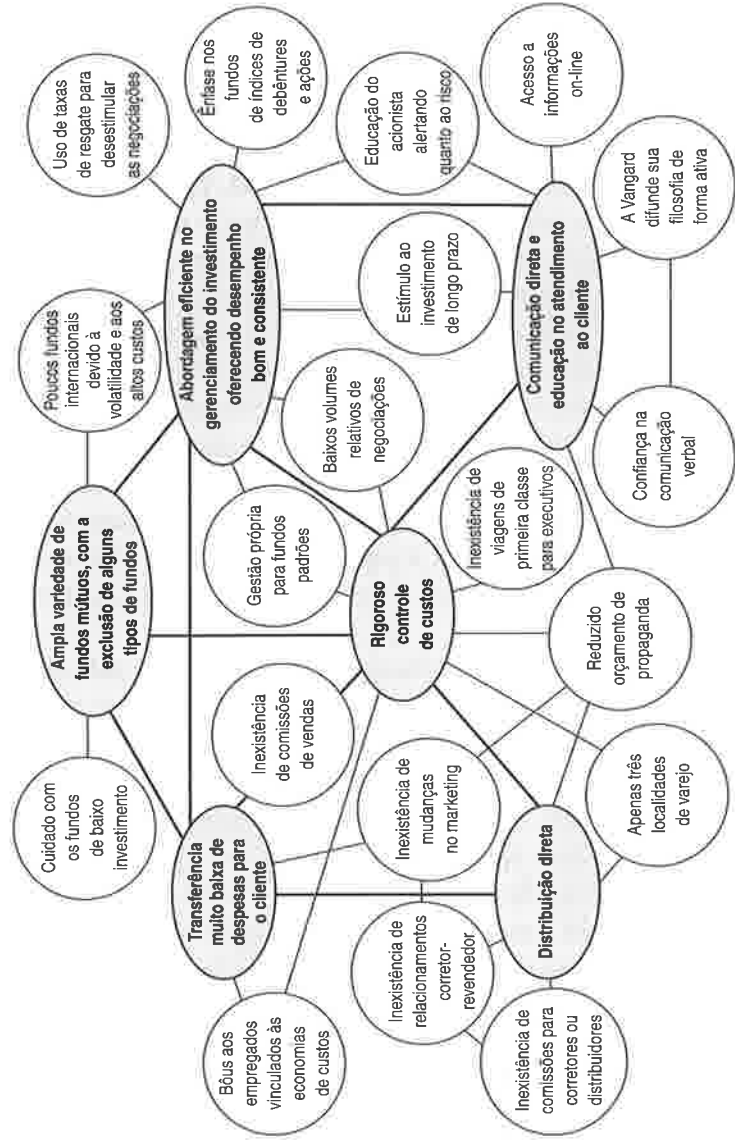 Cuidado com
os fundos
de baixo
investimento
Ampla variedade de
fundos mútuos, com a
exclusão de alguns
tipos de fundos
Poucos fundos
internacionais
devido à
volatilidade e aos
altos custos
Uso de taxas
de resgate para
desestimular
as negociações
Transferência
muito baixa de
despesas para
o cliente
Abordagem eficiente no
gerenciamento do investimento
oferecendo desempenho
bom e consistente
Ênfase nos
fundos
de índices de
debêntures
e ações
Bôus aos
empregados
vinculados às
economias
de custos
Inexistência
de comissões
de vendas
Gestão própria
para fundos
padrões
Baixos volumes
relativos de
negociações
Estímulo ao
investimento
de longo prazo
Educação do
acionista
alertando
quanto ao risco
Inexistência de
relacionamentos
corretor-
revendedor
Inexistência de
mudanças
no marketing
Rigoroso
controle
de custos
Inexistência de
viagens de
primeira classe
para executivos
Comunicação direta e
educação no atendimento
ao cliente
Acesso a
informações
on-line
Inexistência de
comissões para
corretores ou
distribuidores
Distribuição direta
Apenas três
localidades
de varejo
Reduzido
orçamento de
propaganda
Confiança na
comunicação
verbal
A Vangard
difunde sua
filosofia de
forma ativa